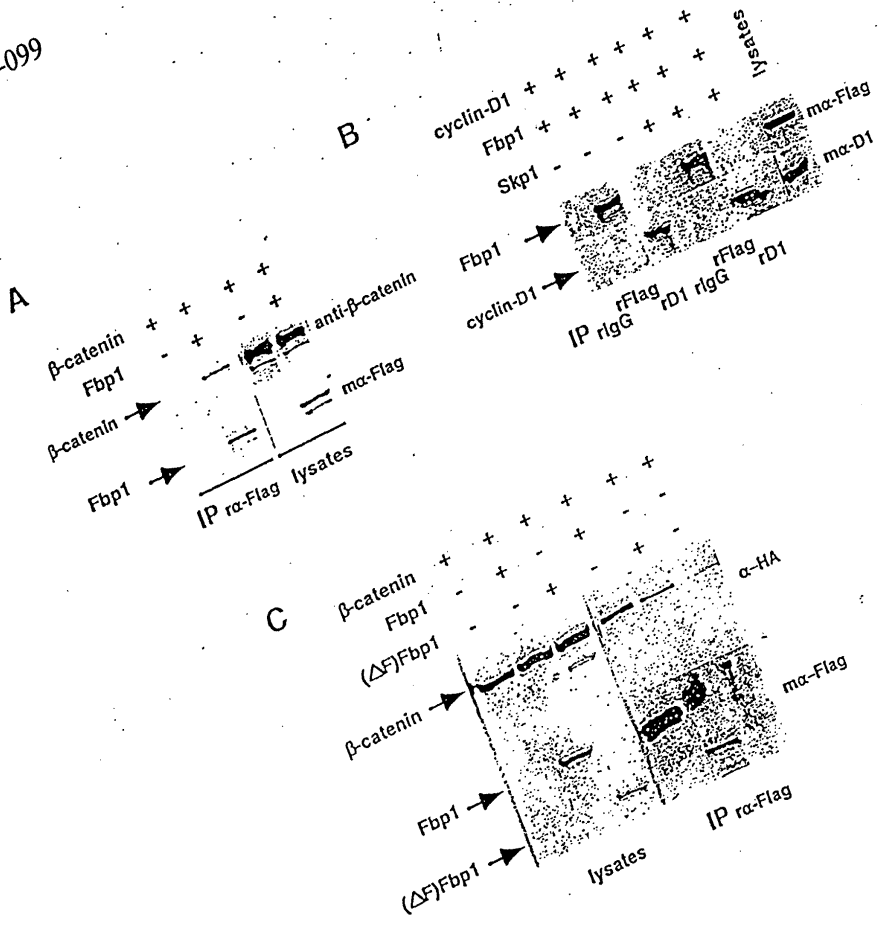 -099
A
β-catenin + + + +
Fbp1 - + - +
anti-β-catenin
β-catenin
mα-Flag
Fbp1
IP rα-Flag
lysates
B
cyclin-D1 + + + + + +
Fbp1 + + + + + +
Skp1 - - - + + +
lysates
mα-Flag
mα-D1
Fbp1
cyclin-D1
IP rIgG rFlag rD1 rIgG rFlag rD1
C
β-catenin + + + + + +
Fbp1 - + - + - -
(ΔF)Fbp1 - - + - + -
α-HA
β-catenin
mα-Flag
Fbp1
(ΔF)Fbp1
lysates
IP rα-Flag